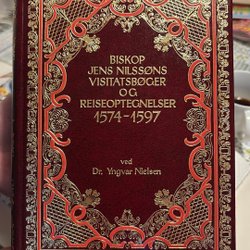 BISKOP
JENS NILSSØNS
VISITATSBØGER
OG
REISEOPTEGNELSER
1574-1597
ved
Dr. Yngvar Nielsen